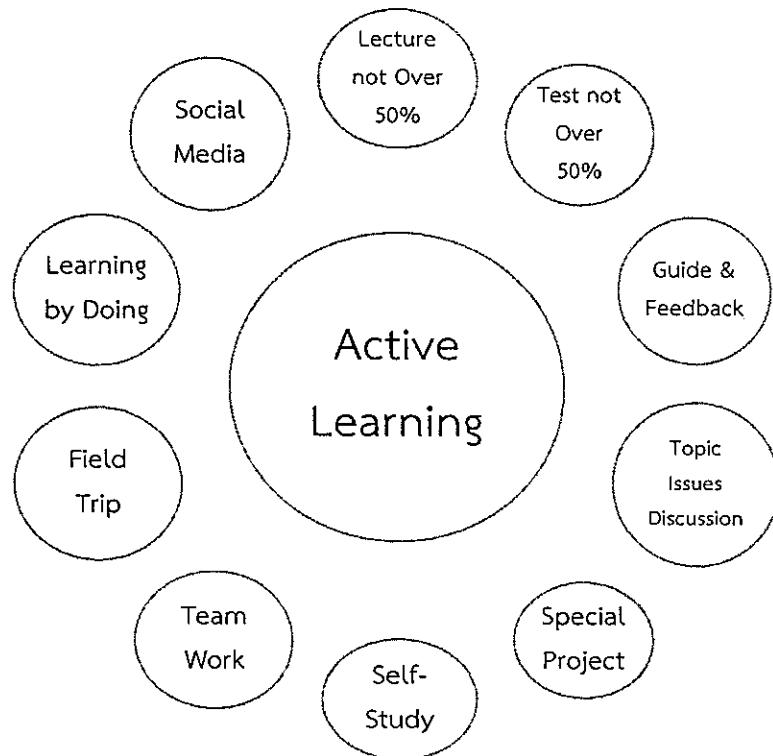 Lecture
not Over
50%
Test not
Over
50%
Guide &
Feedback
Topic
Issues
Discussion
Special
Project
Self-
Study
Team
Work
Field
Trip
Learning
by Doing
Social
Media
Active
Learning